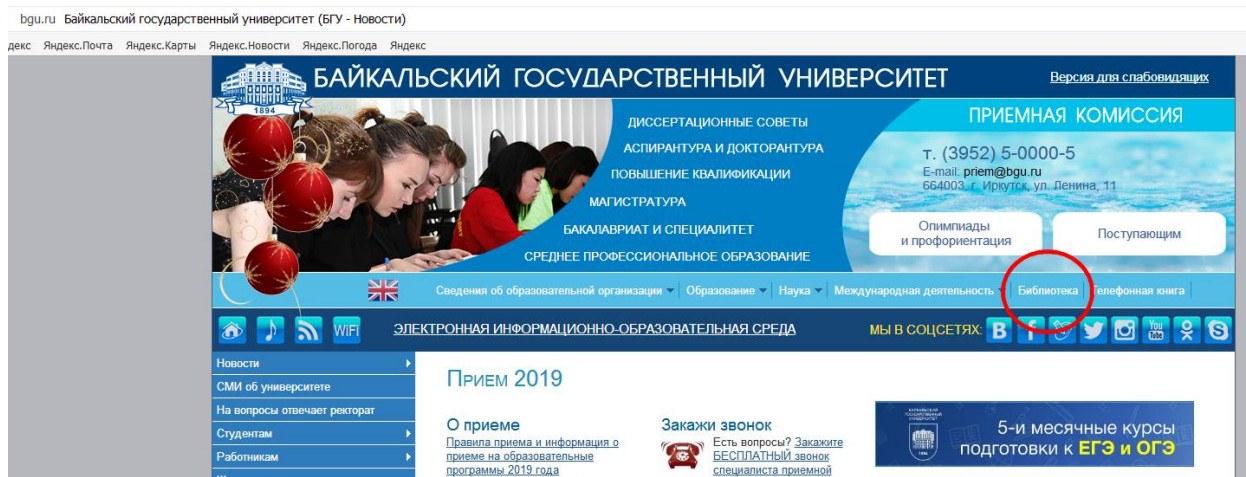 bgu.ru Байкальский государственный университет (БГУ - Новости)
декс Яндекс.Почта Яндекс.Карты Яндекс.Новости Яндекс.Погода Яндекс
БАЙКАЛЬСКИЙ ГОСУДАРСТВЕННЫЙ УНИВЕРСИТЕТ
Версия для слабовидящих
1894
ДИССЕРТАЦИОННЫЕ СОВЕТЫ
АСПИРАНТУРА И ДОКТОРАНТУРА
ПОВЫШЕНИЕ КВАЛИФИКАЦИИ
МАГИСТРАТУРА
БАКАЛАВРИАТ И СПЕЦИАЛИТЕТ
СРЕДНЕЕ ПРОФЕССИОНАЛЬНОЕ ОБРАЗОВАНИЕ
ПРИЕМНАЯ КОМИССИЯ
т. (3952) 5-0000-5
E-mail: priem@bgu.ru
664003, г. Иркутск, ул. Ленина, 11
Олимпиады
и профориентация
Поступающим
Сведения об образовательной организации Образование Наука Международная деятельность Библиотека Телефонная книга
WiFi
ЭЛЕКТРОННАЯ ИНФОРМАЦИОННО-ОБРАЗОВАТЕЛЬНАЯ СРЕДА
МЫ В СОЦСЕТЯХ:
You
Tube
Новости
СМИ об университете
На вопросы отвечает ректорат
Студентам
Работникам
Прием 2019
О приеме
Правила приема и информация о
приеме на образовательные
программы 2019 года
Закажи звонок
Есть вопросы? Закажите
БЕСПЛАТНЫЙ звонок
специалиста приемной
5-и месячные курсы
подготовки к ЕГЭ и ОГЭ